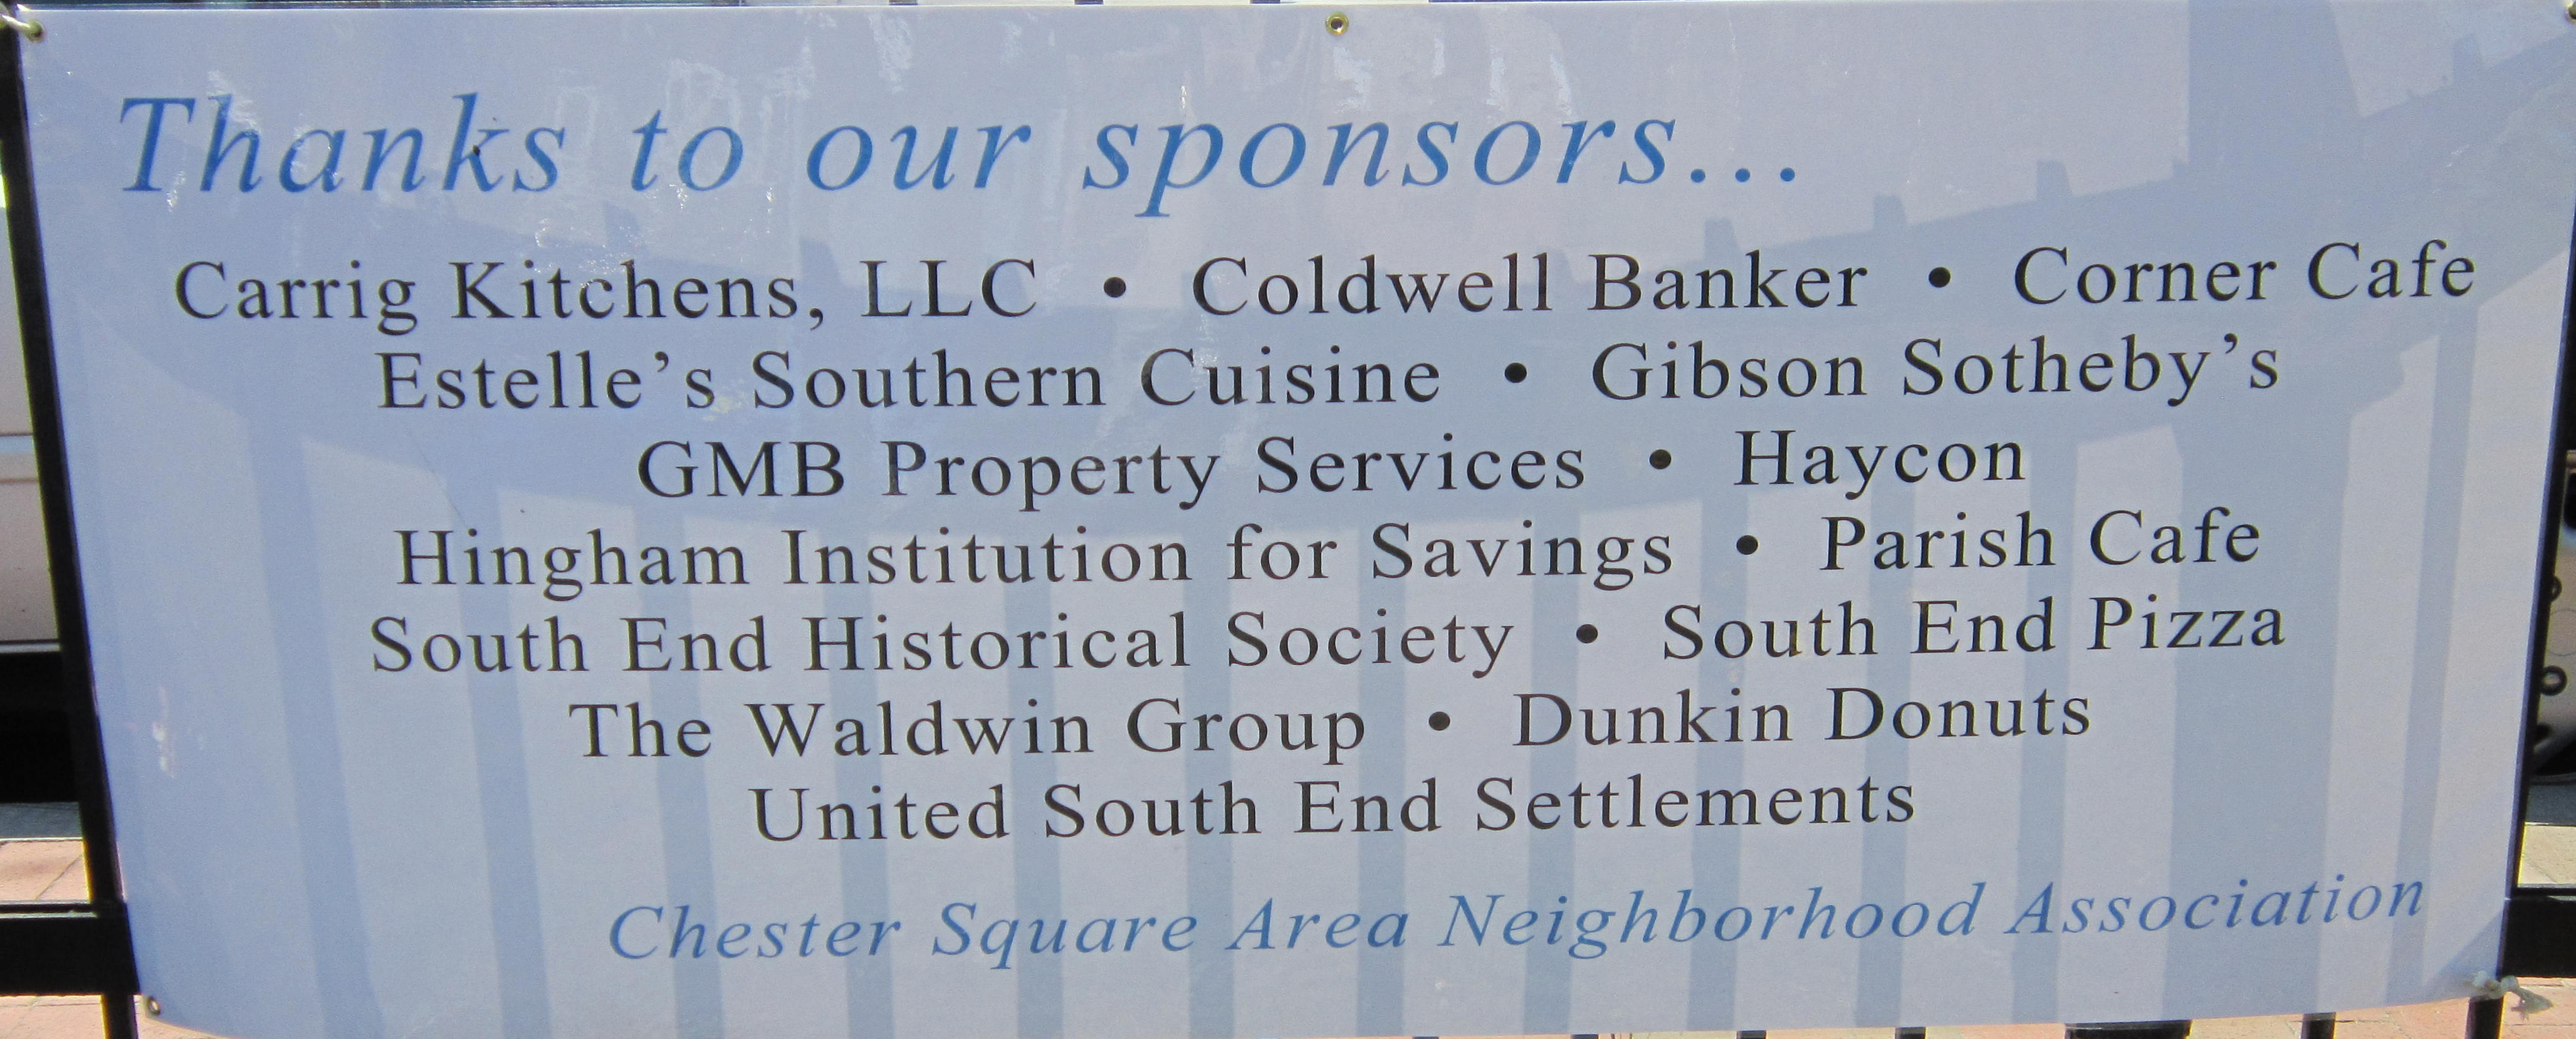 Thanks to our sponsors...
Carrig Kitchens, LLC • Coldwell Banker • Corner Cafe
Estelle’s Southern Cuisine • Gibson Sotheby’s
GMB Property Services • Haycon
Hingham Institution for Savings • Parish Cafe
South End Historical Society • South End Pizza
The Waldwin Group • Dunkin Donuts
United South End Settlements
Chester Square Area Neighborhood Association